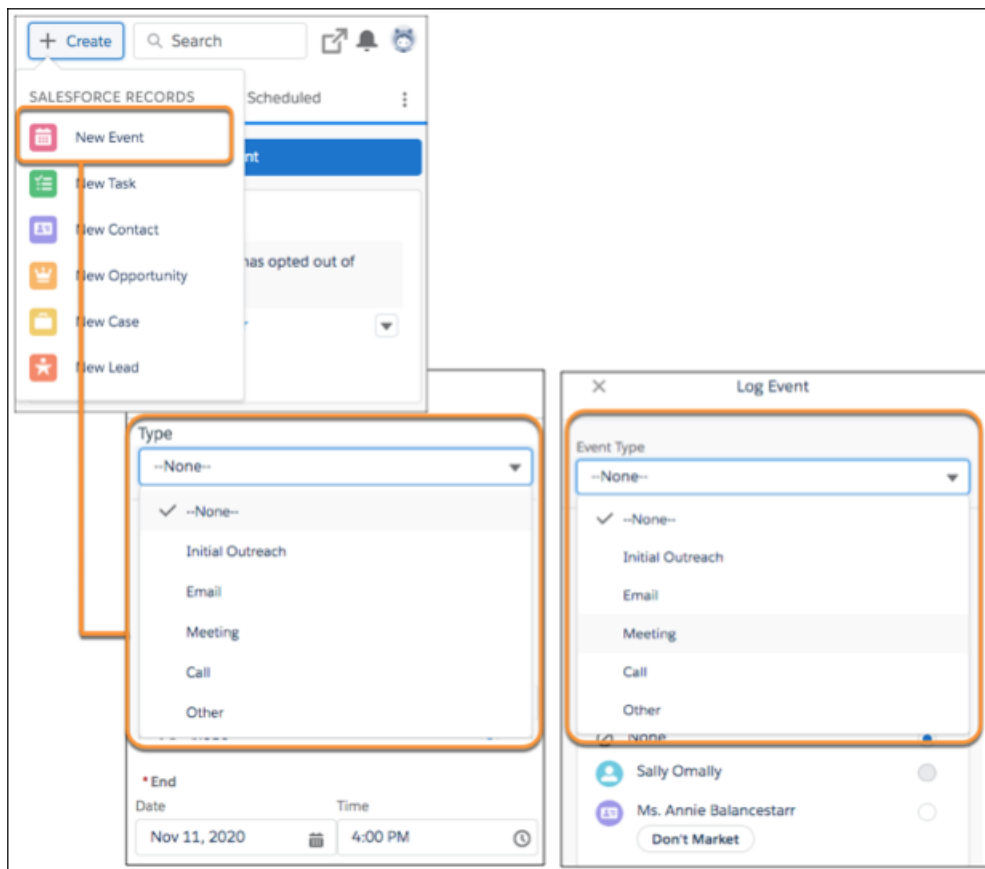 Create
Search
SALESFORCE RECORDS
Scheduled
New Event
nt
New Task
New Contact
has opted out of
New Opportunity
New Case
New Lead
Type
--None--
--None--
Initial Outreach
Email
Meeting
Call
Other
*End
Date
Time
Nov 11, 2020
4:00 PM
Log Event
Event Type
--None--
--None--
Initial Outreach
Email
Meeting
Call
Other
None
Sally Omally
Ms. Annie Balancestarr
Don't Market